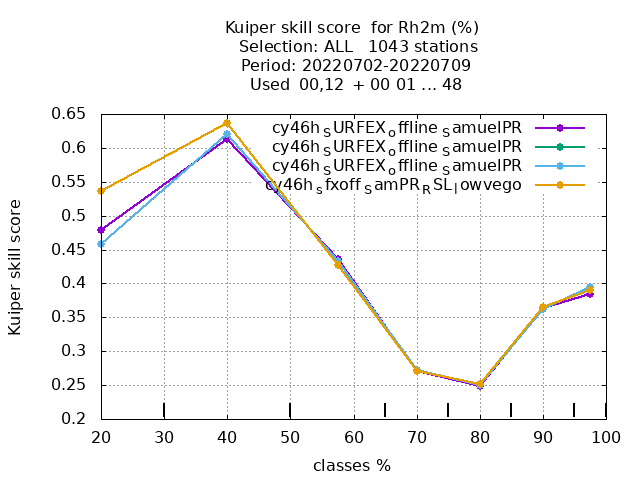 Kuiper skill score for Rh2m (%)
Selection: ALL 1043 stations
Period: 20220702-20220709
Used 00,12 + 00 01 ... 48
0.65
0.6
0.55
0.5
0.45
0.4
0.35
0.3
0.25
0.2
Kuiper skill score
cy46h_SURFEX_offline_SamuelPR
cy46h_SURFEX_offline_SamuelPR
cy46h_SURFEX_offline_SamuelPR
cy46h_sfxoff_SamPR_RSL_lowvego
20 30 40 50 60 70 80 90 100
classes %